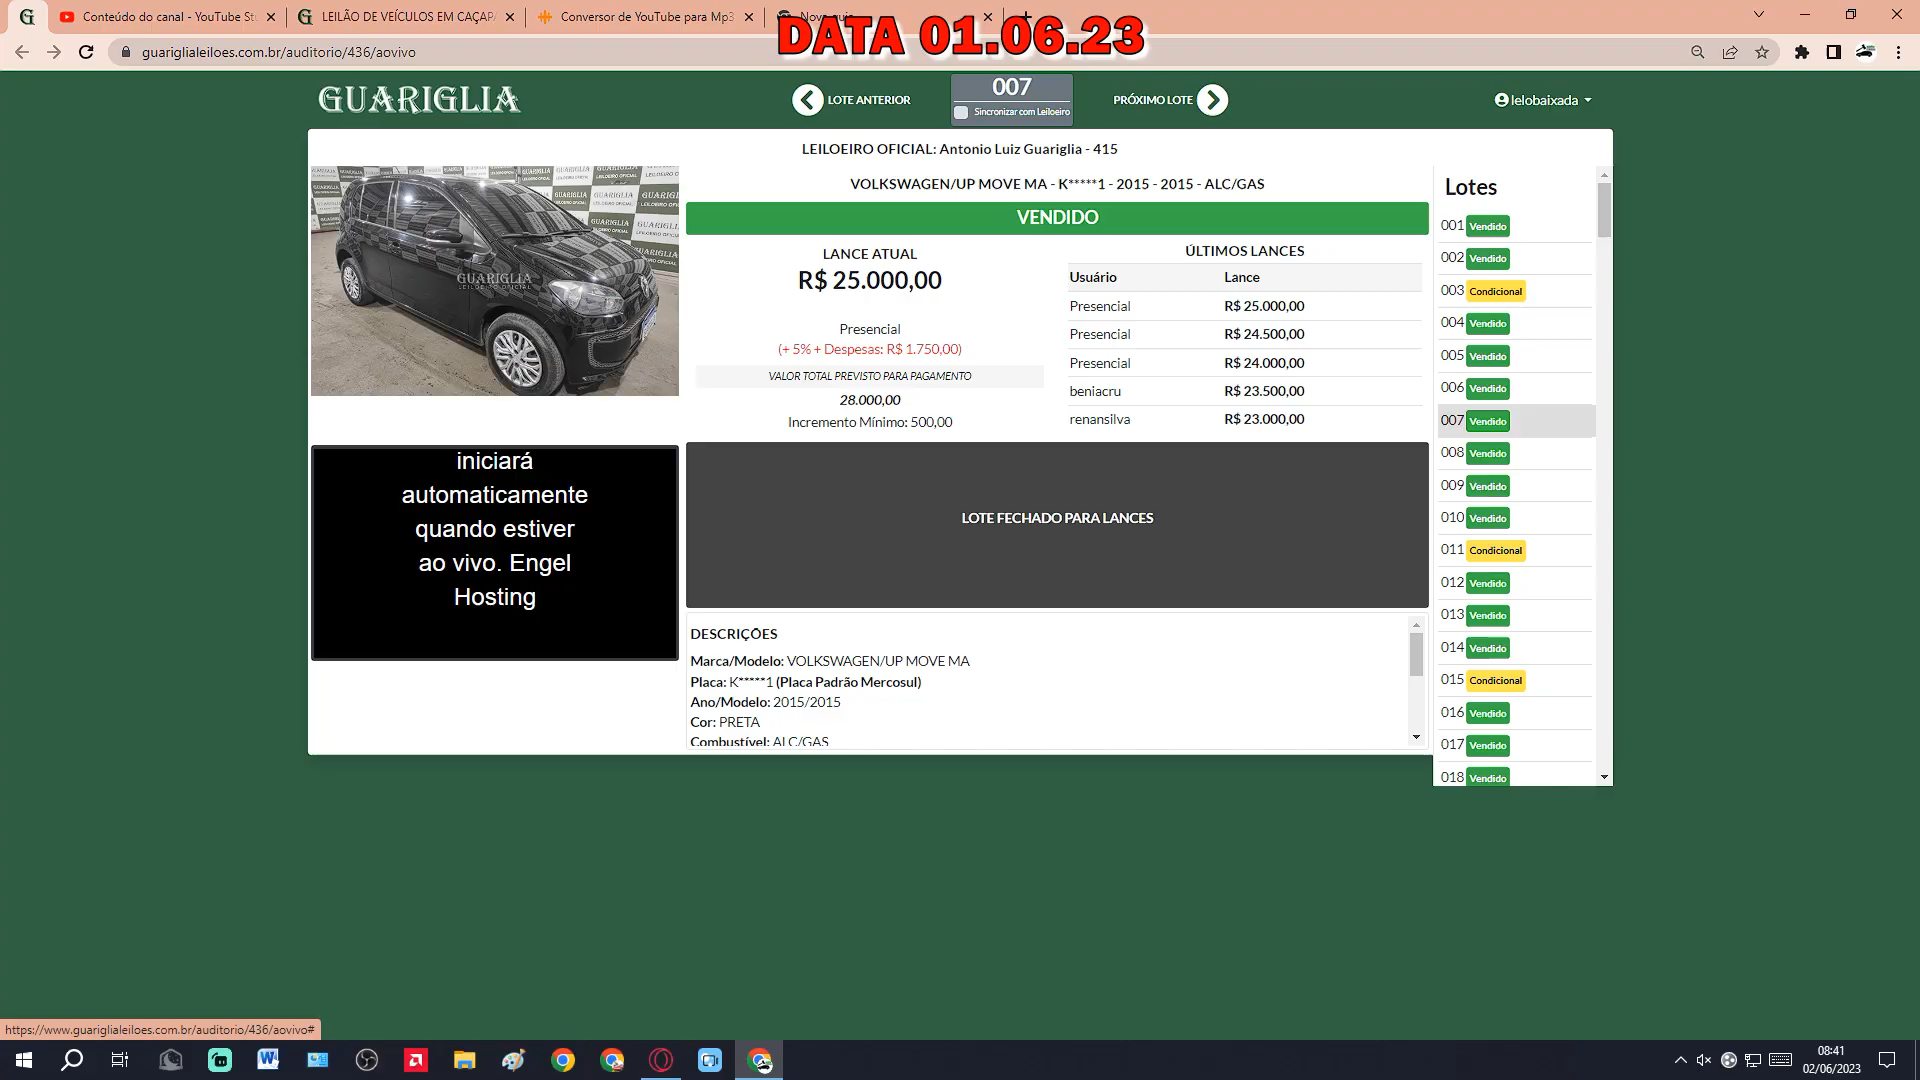 Conteúdo do canal - YouTube St
LEILÃO DE VEÍCULOS EM CAÇAPA
Conversor de YouTube para Mp3
DATA 01.06.23
guariglialeiloes.com.br/auditorio/436/aovivo
GUARIGLIA
LOTE ANTERIOR
007
Sincronizar com Leiloeiro
PRÓXIMO LOTE
lelobaixada
LEILOEIRO OFICIAL: Antonio Luiz Guariglia - 415
VOLKSWAGEN/UP MOVE MA - K*****1 - 2015 - 2015 - ALC/GAS
VENDIDO
LANCE ATUAL
R$ 25.000,00
Presencial
(+ 5% + Despesas: R$ 1.750,00)
VALOR TOTAL PREVISTO PARA PAGAMENTO
28.000,00
Incremento Mínimo: 500,00
ÚLTIMOS LANCES
Usuário Lance
Presencial R$ 25.000,00
Presencial R$ 24.500,00
Presencial R$ 24.000,00
beniacru R$ 23.500,00
renansilva R$ 23.000,00
GUARIGLIA
LEILOEIRO OFICIAL
iniciará
automaticamente
quando estiver
ao vivo. Engel
Hosting
LOTE FECHADO PARA LANCES
DESCRIÇÕES
Marca/Modelo: VOLKSWAGEN/UP MOVE MA
Placa: K*****1 (Placa Padrão Mercosul)
Ano/Modelo: 2015/2015
Cor: PRETA
Combustível: ALC/GAS
Lotes
001 Vendido
002 Vendido
003 Condicional
004 Vendido
005 Vendido
006 Vendido
007 Vendido
008 Vendido
009 Vendido
010 Vendido
011 Condicional
012 Vendido
013 Vendido
014 Vendido
015 Condicional
016 Vendido
017 Vendido
018 Vendido
https://www.guariglialeiloes.com.br/auditorio/436/aovivo#
08:41
02/06/2023